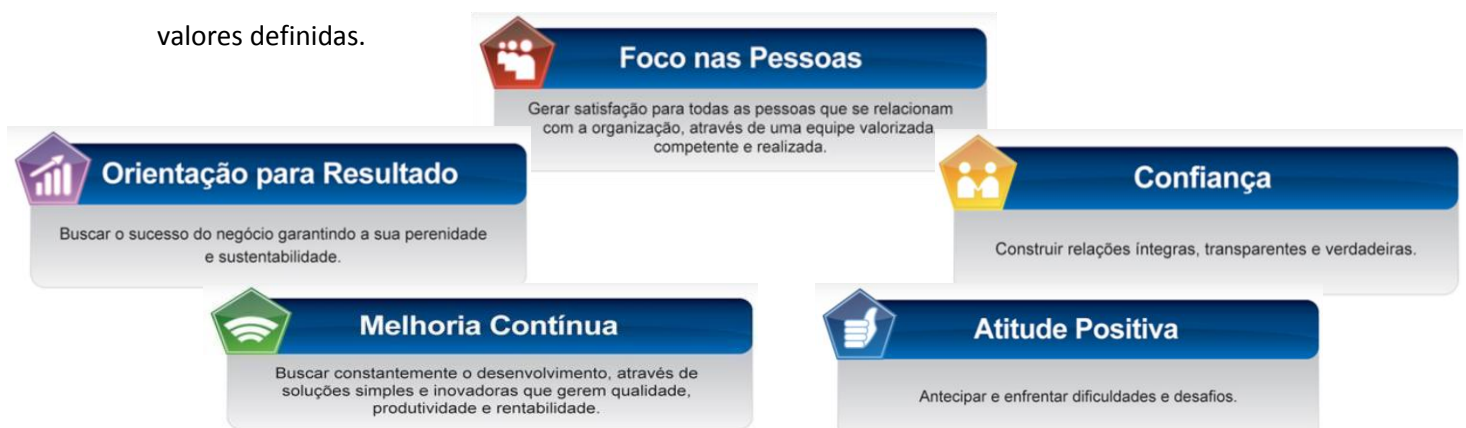 valores definidas.
Foco nas Pessoas
Gerar satisfação para todas as pessoas que se relacionam
com a organização, através de uma equipe valorizada
competente e realizada.
Orientação para Resultado
Buscar o sucesso do negócio garantindo a sua perenidade
e sustentabilidade.
Confiança
Construir relações íntegras, transparentes e verdadeiras.
Melhoria Contínua
Buscar constantemente o desenvolvimento, através de
soluções simples e inovadoras que gerem qualidade,
produtividade e rentabilidade.
Atitude Positiva
Antecipar e enfrentar dificuldades e desafios.